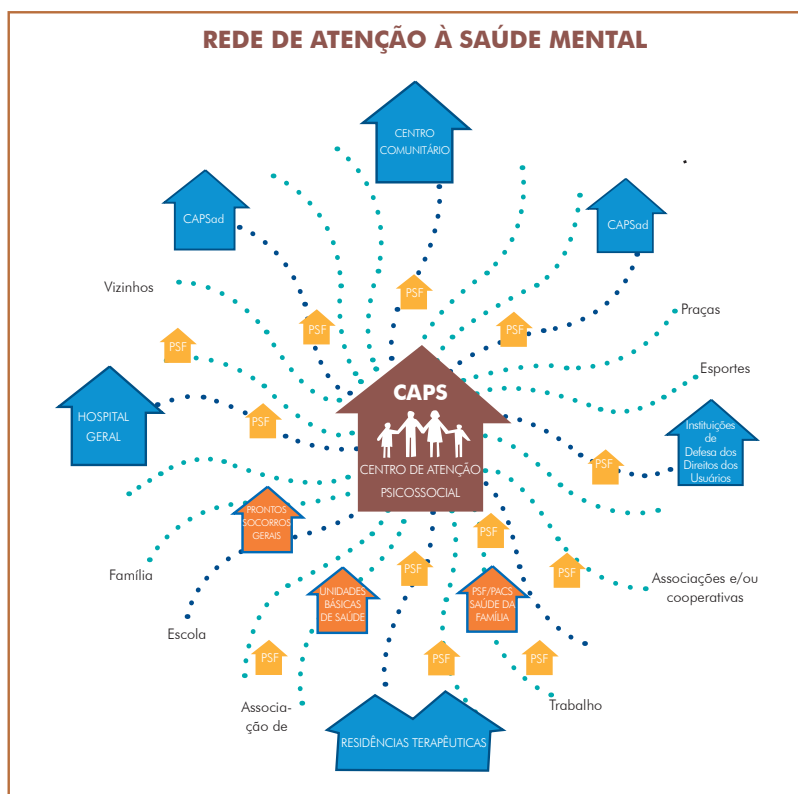 REDE DE ATENÇÃO À SAÚDE MENTAL
CENTRO
COMUNITÁRIO
CAPSad
CAPSad
Vizinhos
PSF
PSF
PSF
PSF
Praças
PSF
Esportes
CAPS
HOSPITAL
GERAL
PSF
Instituições
de
Defesa dos
Direitos dos
Usuários
CENTRO DE ATENÇÃO
PSICOSSOCIAL
PSF
PRONTOS
SOCORROS
GERAIS
PSF
Família
PSF
PSF
Associações e/ou
cooperativas
UNIDADES
BÁSICAS
DE SAÚDE
PSF/PACS
SAÚDE DA
FAMÍLIA
Escola
PSF
PSF
PSF
Associa-
ção de
Trabalho
RESIDÊNCIAS TERAPÊUTICAS